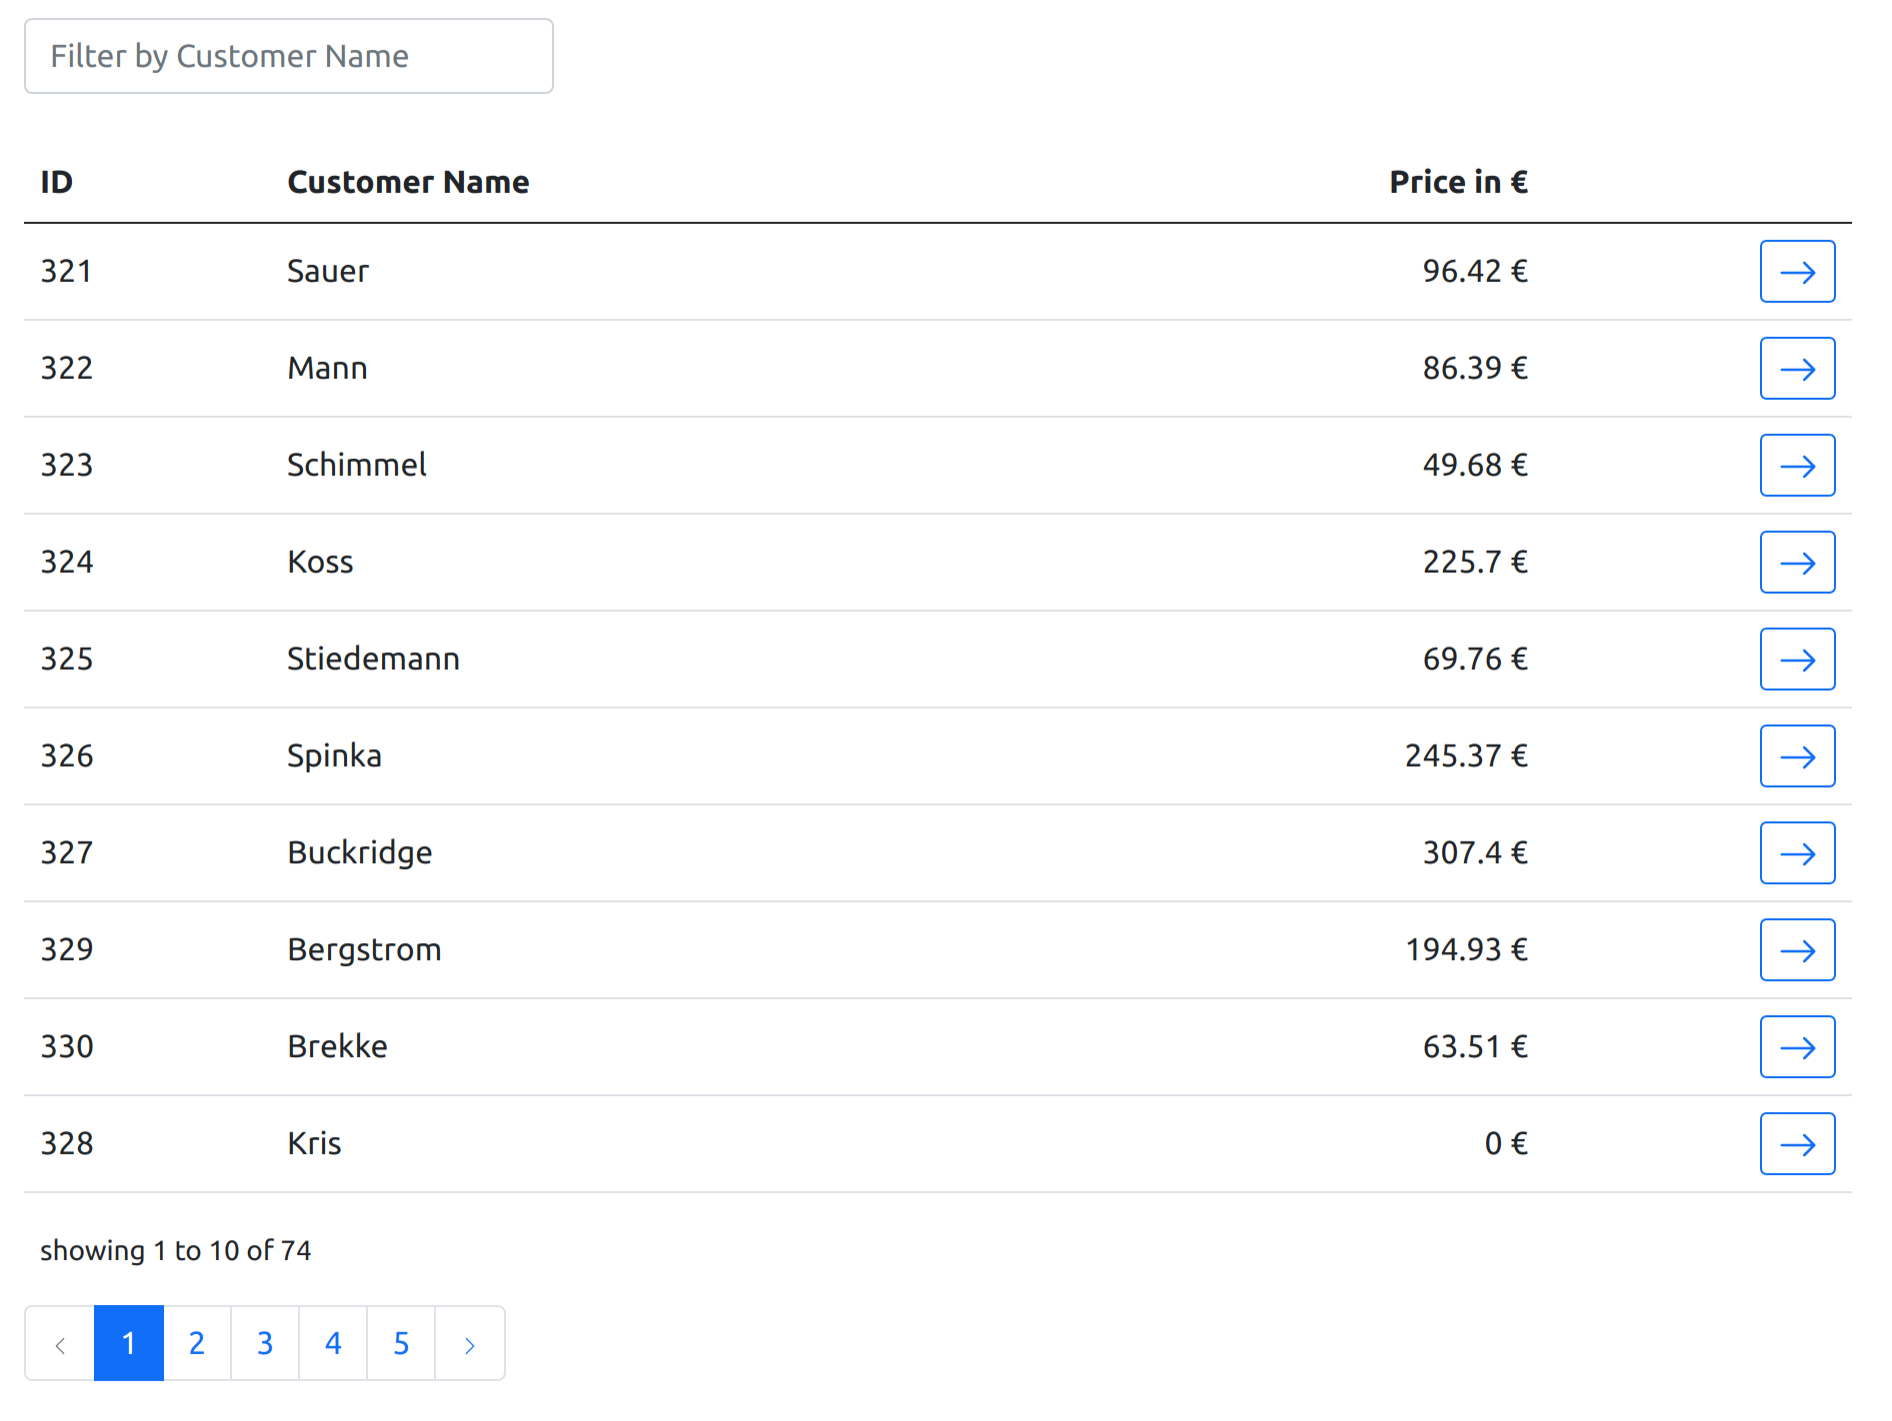 Filter by Customer Name
ID Customer Name Price in €
321 Sauer 96.42 €
322 Mann 86.39 €
323 Schimmel 49.68 €
324 Koss 225.7 €
325 Stiedemann 69.76 €
326 Spinka 245.37 €
327 Buckridge 307.4 €
329 Bergstrom 194.93 €
330 Brekke 63.51 €
328 Kris 0 €
showing 1 to 10 of 74
1 2 3 4 5